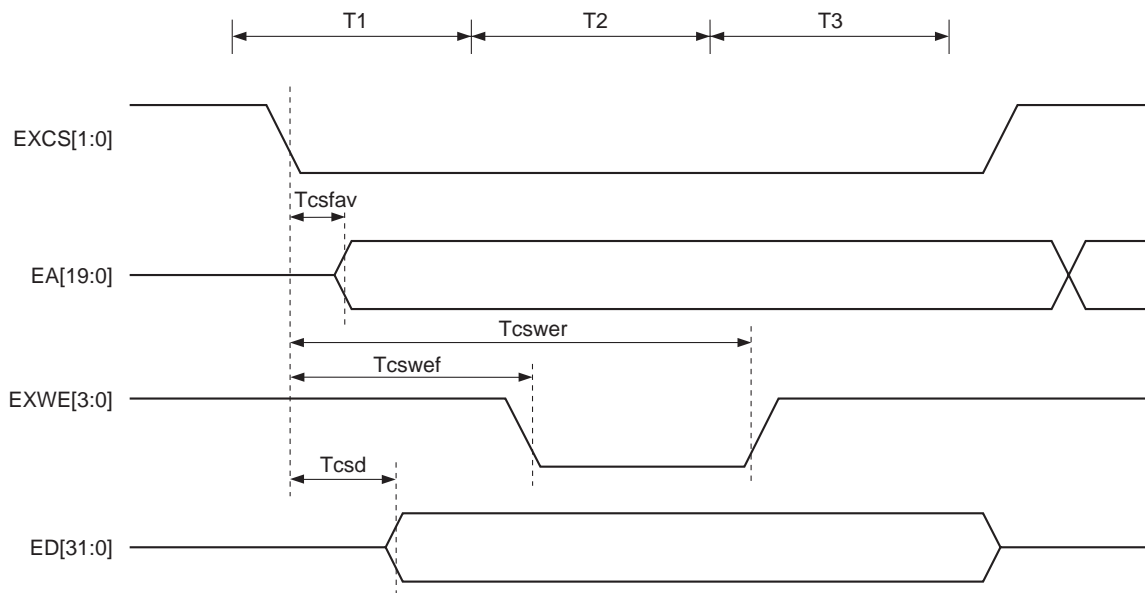 T1 T2 T3
EXCS[1:0]
Tcsfav
EA[19:0]
Tcswer
Tcswef
EXWE[3:0]
Tcsd
ED[31:0]